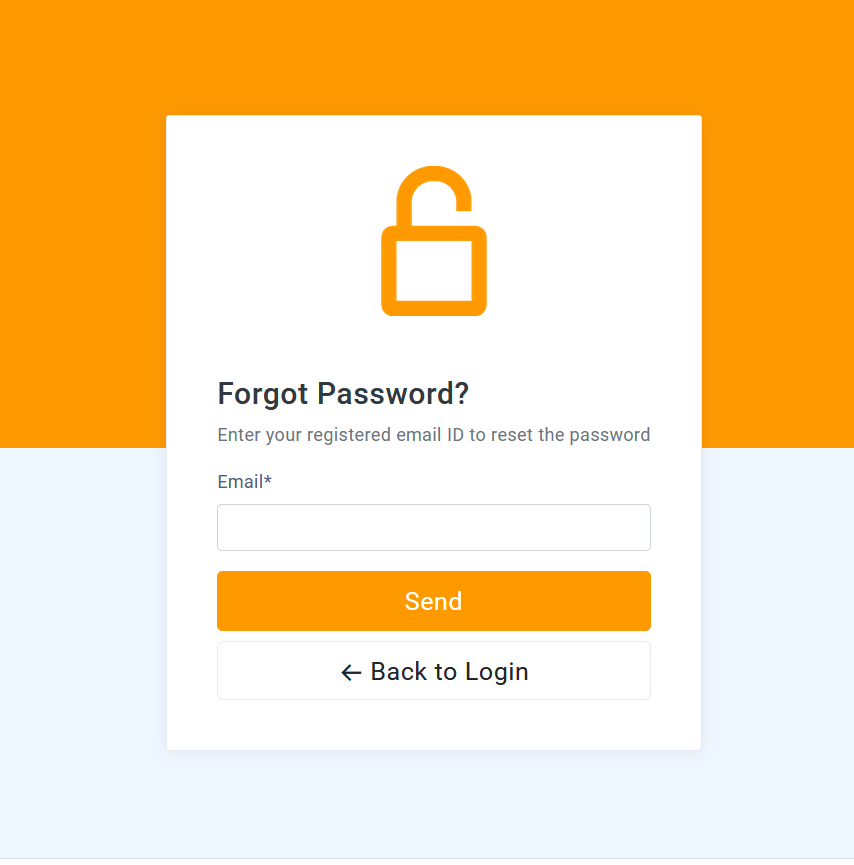 Forgot Password?
Enter your registered email ID to reset the password
Email*
Send
← Back to Login